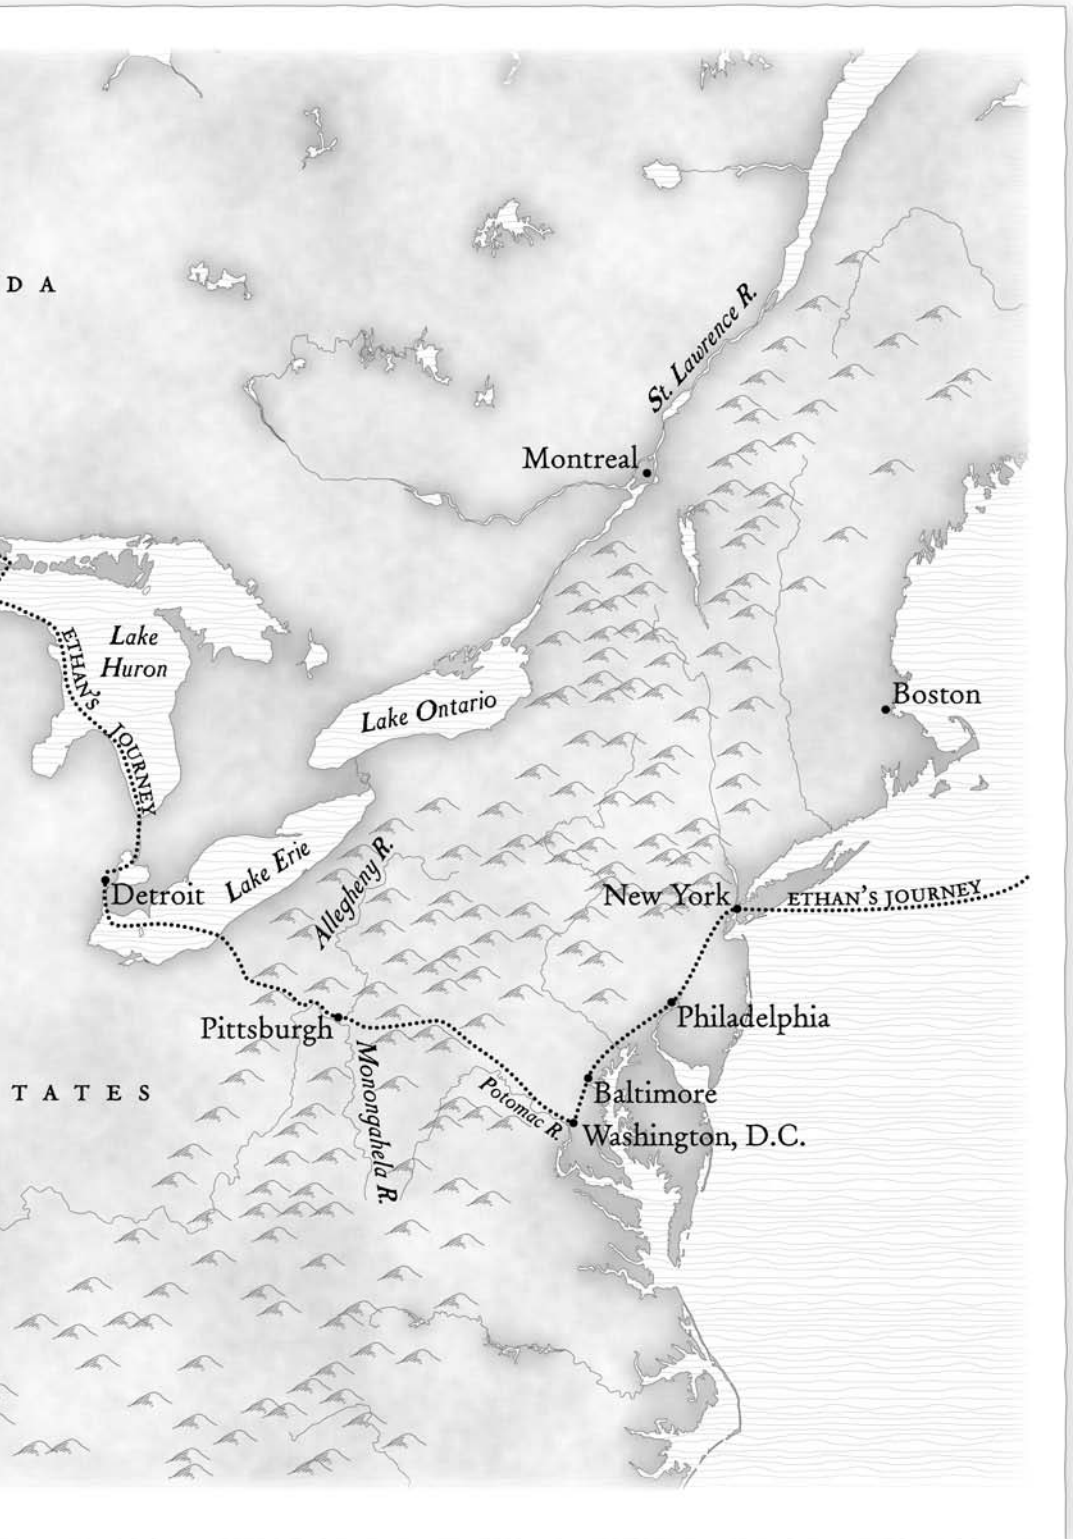 D A
St. Lawrence R.
Montreal
Lake
Huron
ETHAN'S JOURNEY
Lake Ontario
Boston
Detroit
Lake Erie
Allegheny R.
New York
ETHAN'S JOURNEY
Pittsburgh
Philadelphia
Monongahela R.
Potomac R.
Baltimore
T A T E S
Washington, D.C.